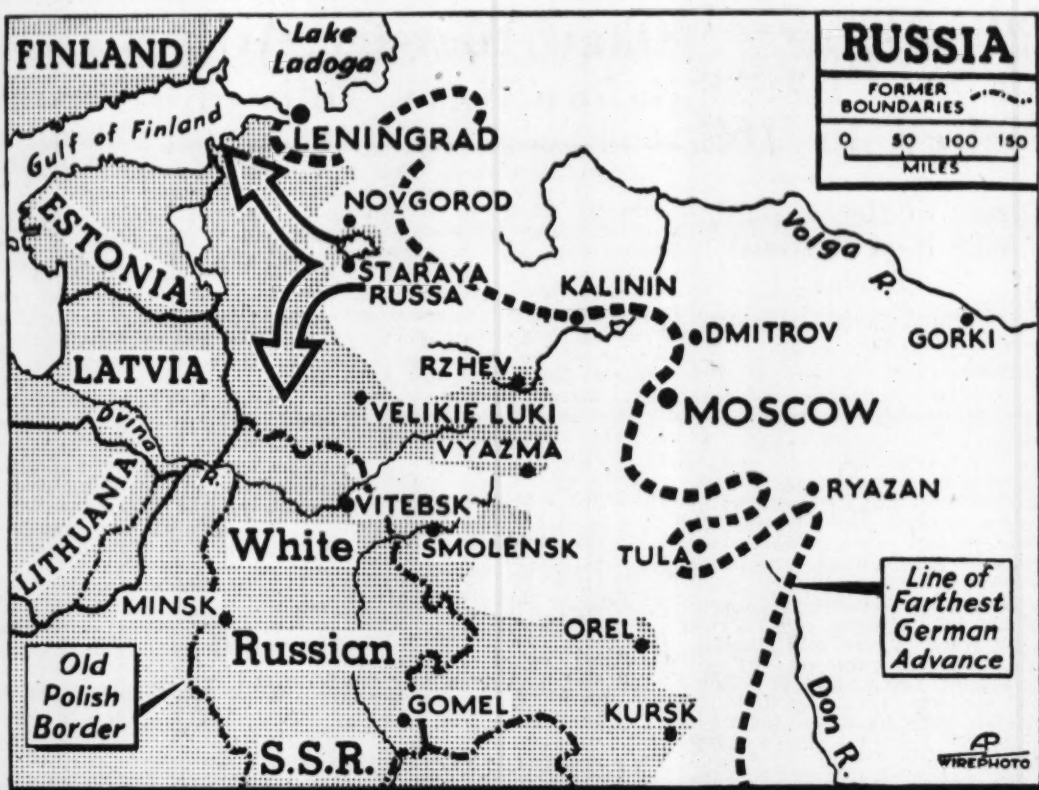 FINLAND
Lake
Ladoga
RUSSIA
FORMER
BOUNDARIES
0 50 100 150
MILES
Gulf of Finland
LENINGRAD
NOVGOROD
ESTONIA
STARAYA
RUSSA
KALININ
Volga R.
DMITROV
GORKI
LATVIA
RZHEV
VELIKIE LUKI
MOSCOW
Dvina R.
VYAZMA
LITHUANIA
VITEBSK
RYAZAN
White
SMOLENSK
TULA
Line of
Farthest
German
Advance
MINSK
Russian
OREL
Old
Polish
Border
GOMEL
KURSK
Don R.
S.S.R.
AP
WIREPHOTO